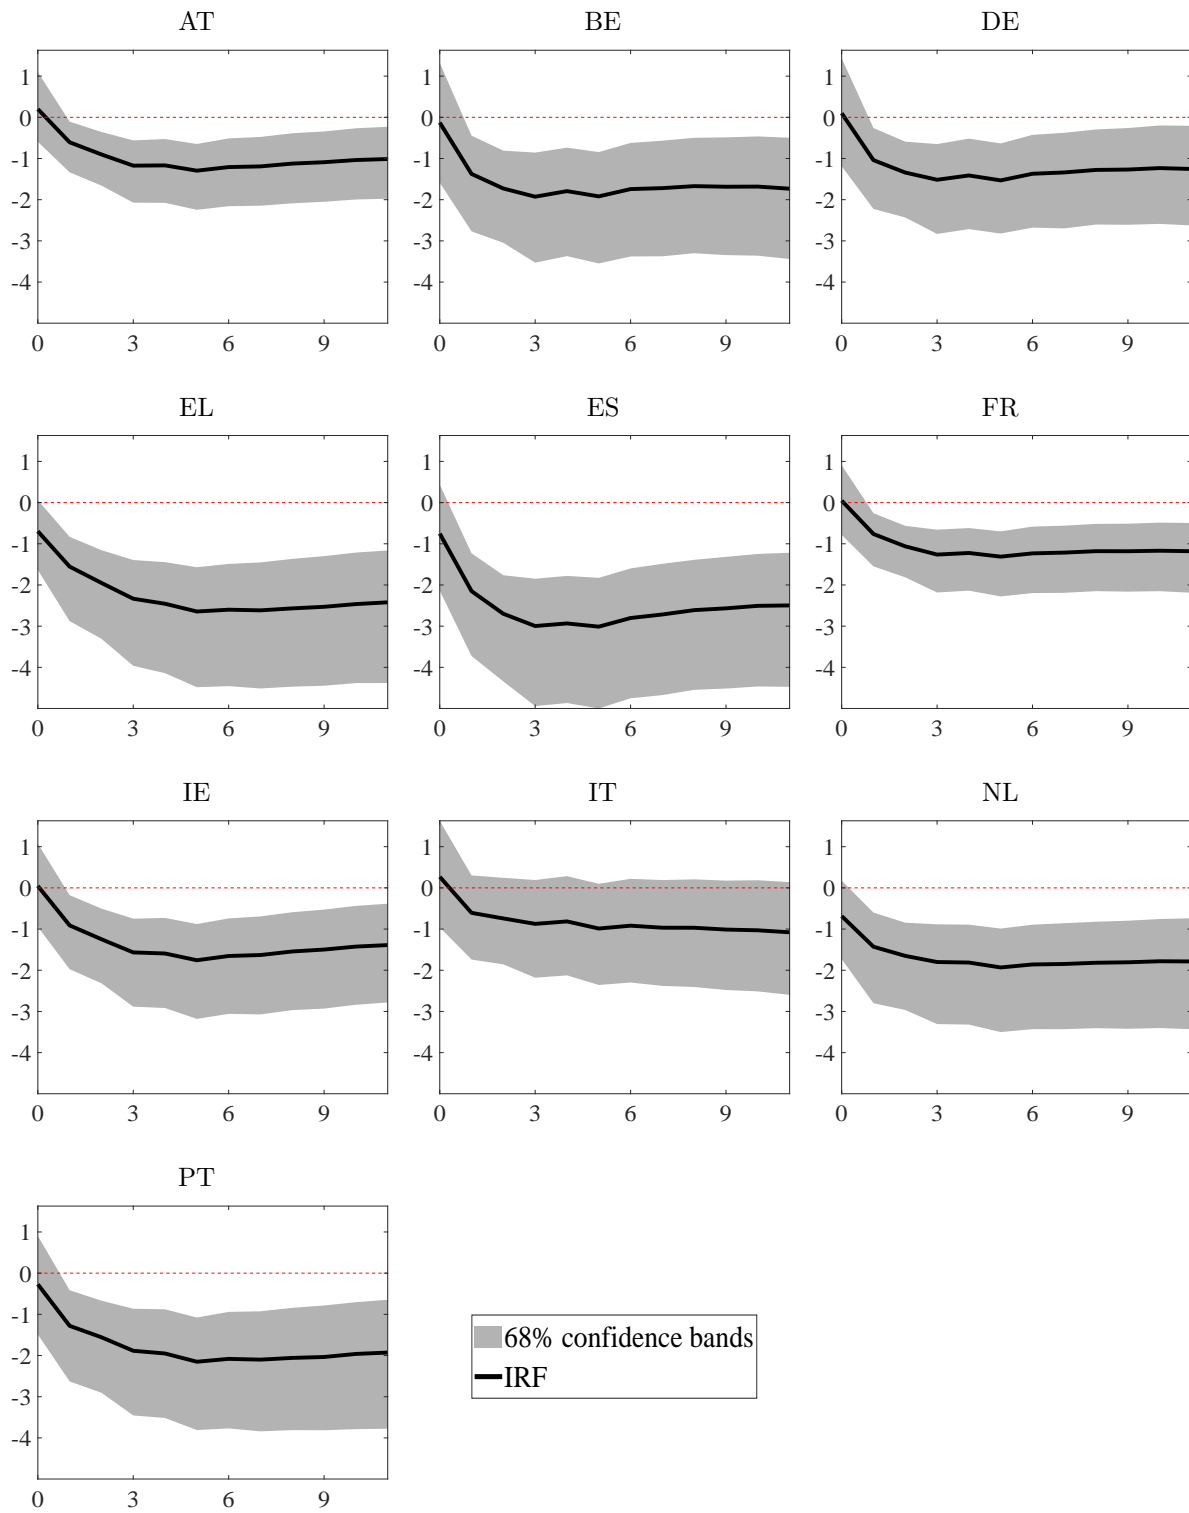 AT BE DE
1 1 1
0 0 0
-1 -1 -1
-2 -2 -2
-3 -3 -3
-4 -4 -4
0 3 6 9 0 3 6 9 0 3 6 9
EL ES FR
1 1 1
0 0 0
-1 -1 -1
-2 -2 -2
-3 -3 -3
-4 -4 -4
0 3 6 9 0 3 6 9 0 3 6 9
IE IT NL
1 1 1
0 0 0
-1 -1 -1
-2 -2 -2
-3 -3 -3
-4 -4 -4
0 3 6 9 0 3 6 9 0 3 6 9
PT
1
0
-1
-2
-3
-4
0 3 6 9
68% confidence bands
IRF